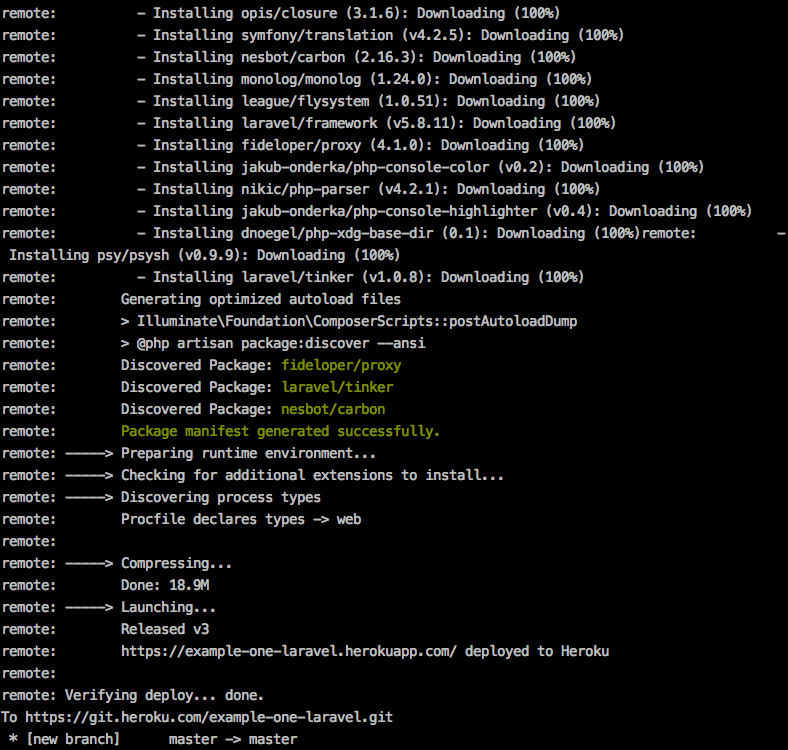 remote:          - Installing opis/closure (3.1.6): Downloading (100%)
remote:          - Installing symfony/translation (v4.2.5): Downloading (100%)
remote:          - Installing nesbot/carbon (2.16.3): Downloading (100%)
remote:          - Installing monolog/monolog (1.24.0): Downloading (100%)
remote:          - Installing league/flysystem (1.0.51): Downloading (100%)
remote:          - Installing laravel/framework (v5.8.11): Downloading (100%)
remote:          - Installing fideloper/proxy (4.1.0): Downloading (100%)
remote:          - Installing jakub-onderka/php-console-color (v0.2): Downloading (100%)
remote:          - Installing nikic/php-parser (v4.2.1): Downloading (100%)
remote:          - Installing jakub-onderka/php-console-highlighter (v0.4): Downloading (100%)
remote:          - Installing dnoegel/php-xdg-base-dir (0.1): Downloading (100%)remote:          -
 Installing psy/psysh (v0.9.9): Downloading (100%)
remote:          - Installing laravel/tinker (v1.0.8): Downloading (100%)
remote:        Generating optimized autoload files
remote:        > Illuminate\Foundation\ComposerScripts::postAutoloadDump
remote:        > @php artisan package:discover --ansi
remote:        Discovered Package: fideloper/proxy
remote:        Discovered Package: laravel/tinker
remote:        Discovered Package: nesbot/carbon
remote:        Package manifest generated successfully.
remote: -----> Preparing runtime environment...
remote: -----> Checking for additional extensions to install...
remote: -----> Discovering process types
remote:        Procfile declares types -> web
remote:
remote: -----> Compressing...
remote:        Done: 18.9M
remote: -----> Launching...
remote:        Released v3
remote:        https://example-one-laravel.herokuapp.com/ deployed to Heroku
remote:
remote: Verifying deploy... done.
To https://git.heroku.com/example-one-laravel.git
 * [new branch]      master -> master